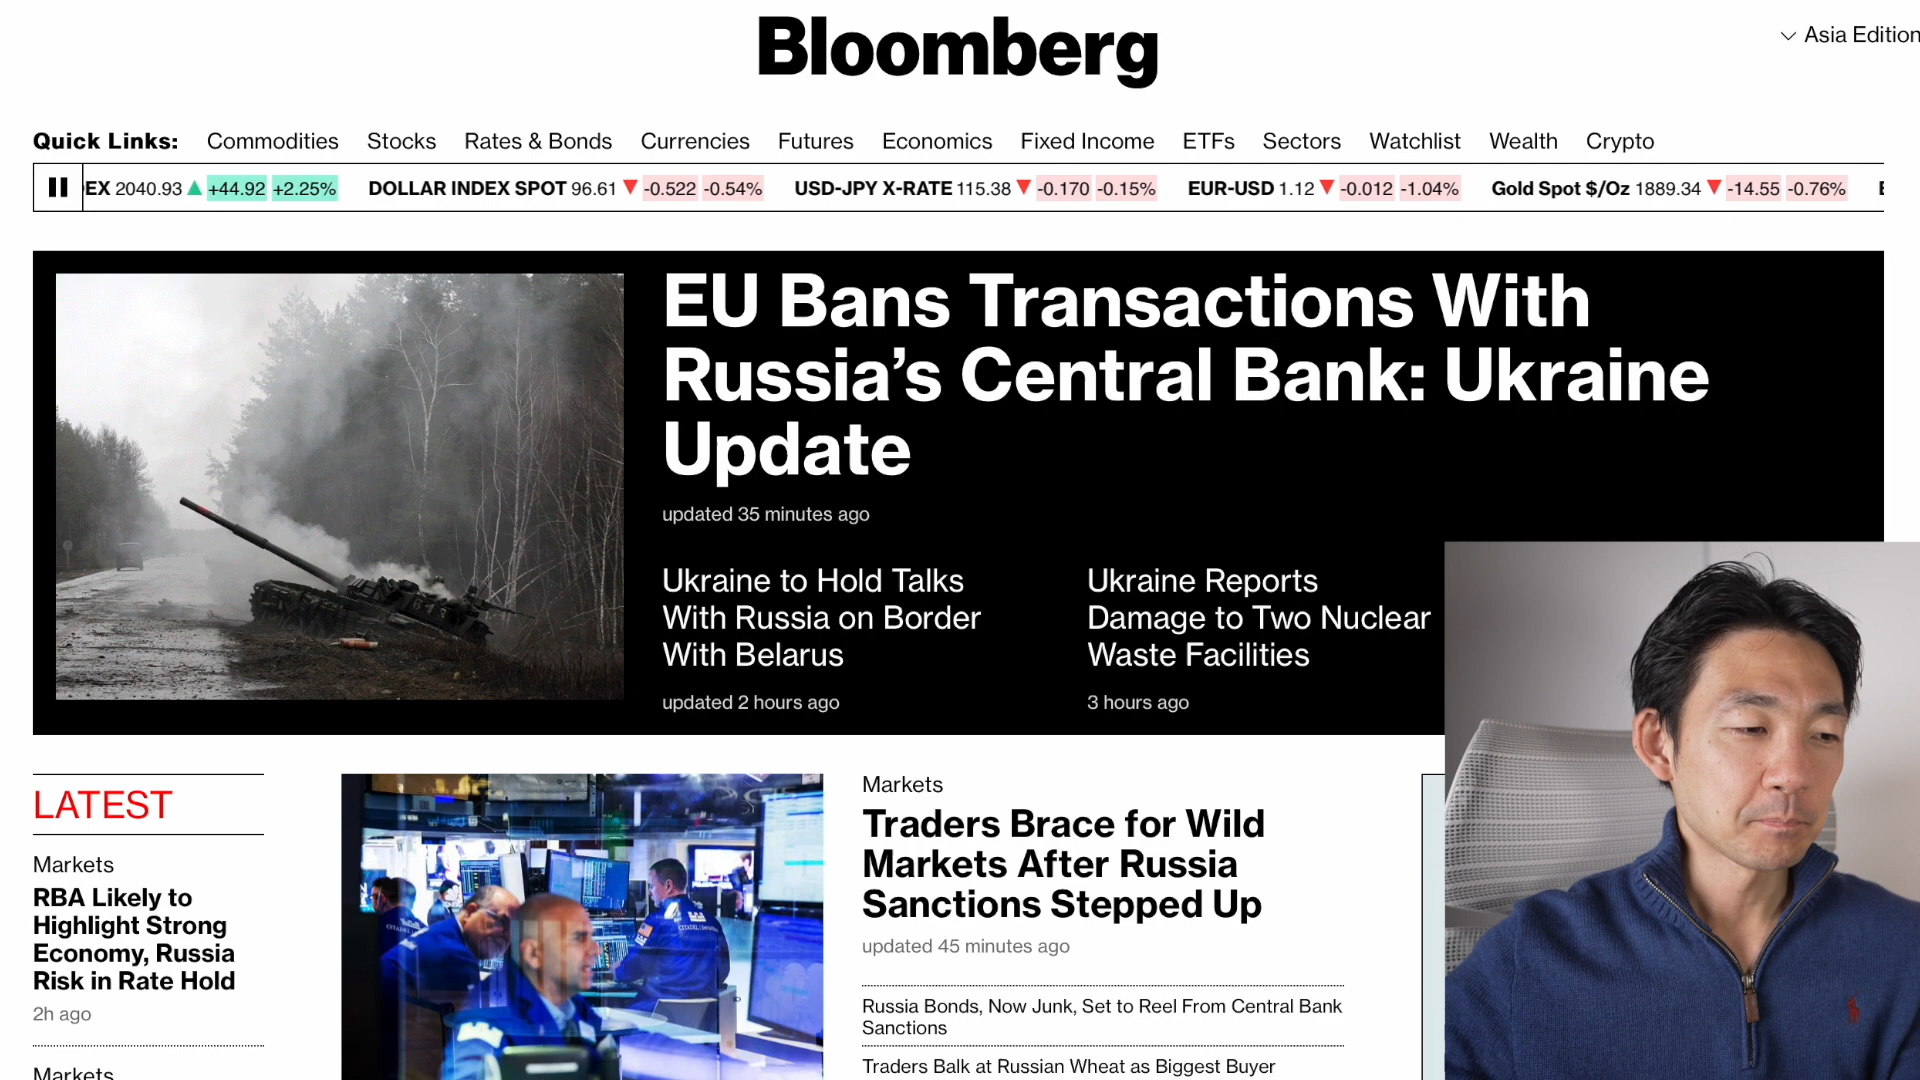 Bloomberg
Asia Edition
Quick Links: Commodities Stocks Rates & Bonds Currencies Futures Economics Fixed Income ETFs Sectors Watchlist Wealth Crypto
EX 2040.93 ▲ +44.92 +2.25% DOLLAR INDEX SPOT 96.61 ▼ -0.522 -0.54% USD-JPY X-RATE 115.38 ▼ -0.170 -0.15% EUR-USD 1.12 ▼ -0.012 -1.04% Gold Spot $/Oz 1889.34 ▼ -14.55 -0.76%
EU Bans Transactions With
Russia’s Central Bank: Ukraine
Update
updated 35 minutes ago
Ukraine to Hold Talks
With Russia on Border
With Belarus
updated 2 hours ago
Ukraine Reports
Damage to Two Nuclear
Waste Facilities
3 hours ago
LATEST
Markets
RBA Likely to
Highlight Strong
Economy, Russia
Risk in Rate Hold
2h ago
Markets
Markets
Traders Brace for Wild
Markets After Russia
Sanctions Stepped Up
updated 45 minutes ago
Russia Bonds, Now Junk, Set to Reel From Central Bank
Sanctions
Traders Balk at Russian Wheat as Biggest Buyer